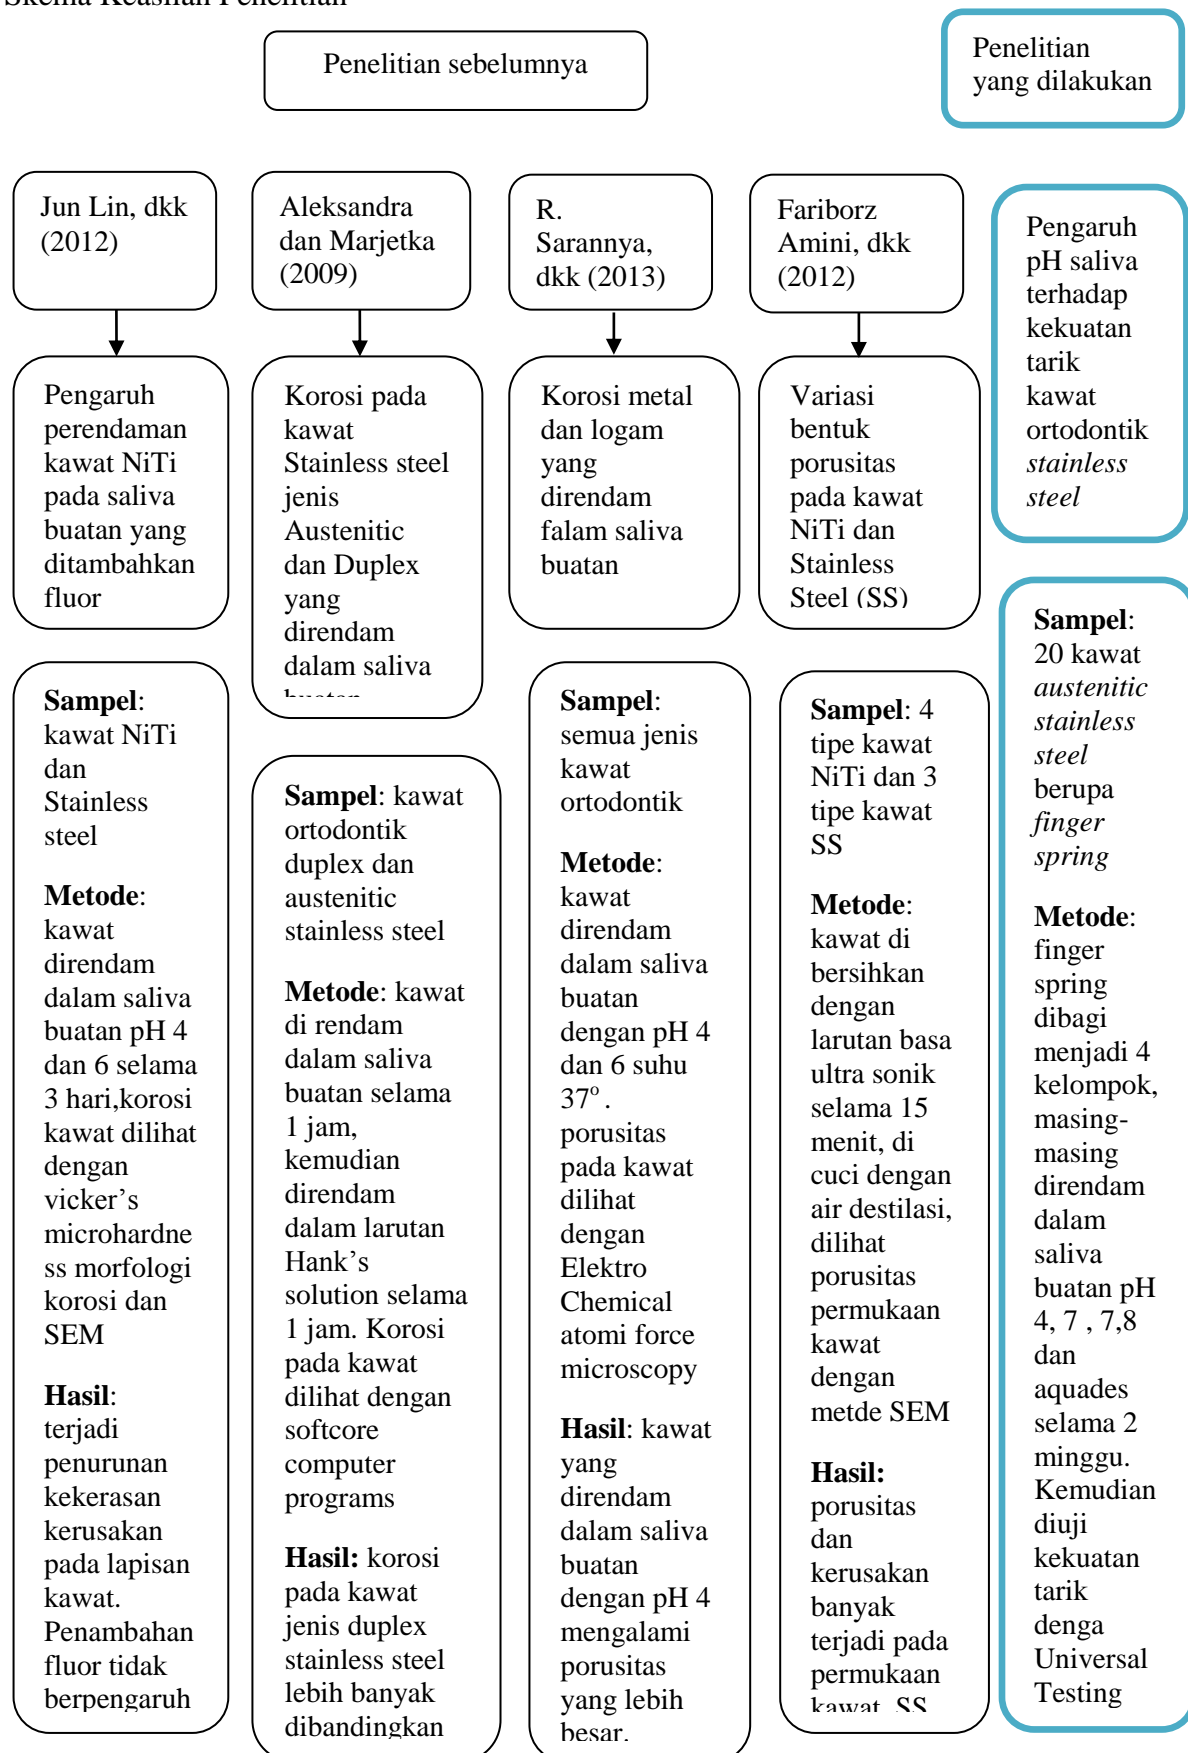 Skema Keaslian Penelitian
Penelitian sebelumnya
Penelitian
yang dilakukan
Jun Lin, dkk
(2012)
Aleksandra
dan Marjetka
(2009)
R.
Sarannya,
dkk (2013)
Fariborz
Amini, dkk
(2012)
Pengaruh
pH saliva
terhadap
kekuatan
tarik
kawat
ortodontik
stainless
steel
Pengaruh
perendaman
kawat NiTi
pada saliva
buatan yang
ditambahkan
fluor
Korosi pada
kawat
Stainless steel
jenis
Austenitic
dan Duplex
yang
direndam
dalam saliva
buatan
Korosi metal
dan logam
yang
direndam
falam saliva
buatan
Variasi
bentuk
porusitas
pada kawat
NiTi dan
Stainless
Steel (SS)
Sampel:
kawat NiTi
dan
Stainless
steel
Metode:
kawat
direndam
dalam saliva
buatan pH 4
dan 6 selama
3 hari,korosi
kawat dilihat
dengan
vicker’s
microhardne
ss morfologi
korosi dan
SEM
Hasil:
terjadi
penurunan
kekerasan
kerusakan
pada lapisan
kawat.
Penambahan
fluor tidak
berpengaruh
Sampel: kawat
ortodontik
duplex dan
austenitic
stainless steel
Metode: kawat
di rendam
dalam saliva
buatan selama
1 jam,
kemudian
direndam
dalam larutan
Hank’s
solution selama
1 jam. Korosi
pada kawat
dilihat dengan
softcore
computer
programs
Hasil: korosi
pada kawat
jenis duplex
stainless steel
lebih banyak
dibandingkan
Sampel:
semua jenis
kawat
ortodontik
Metode:
kawat
direndam
dalam saliva
buatan
dengan pH 4
dan 6 suhu
37º .
porusitas
pada kawat
dilihat
dengan
Elektro
Chemical
atomi force
microscopy
Hasil: kawat
yang
direndam
dalam saliva
buatan
dengan pH 4
mengalami
porusitas
yang lebih
besar.
Sampel: 4
tipe kawat
NiTi dan 3
tipe kawat
SS
Metode:
kawat di
bersihkan
dengan
larutan basa
ultra sonik
selama 15
menit, di
cuci dengan
air destilasi,
dilihat
porusitas
permukaan
kawat
dengan
metde SEM
Hasil:
porusitas
dan
kerusakan
banyak
terjadi pada
permukaan
kawat SS
Sampel:
20 kawat
austenitic
stainless
steel
berupa
finger
spring
Metode:
finger
spring
dibagi
menjadi 4
kelompok,
masing-
masing
direndam
dalam
saliva
buatan pH
4, 7 , 7,8
dan
aquades
selama 2
minggu.
Kemudian
diuji
kekuatan
tarik
denga
Universal
Testing